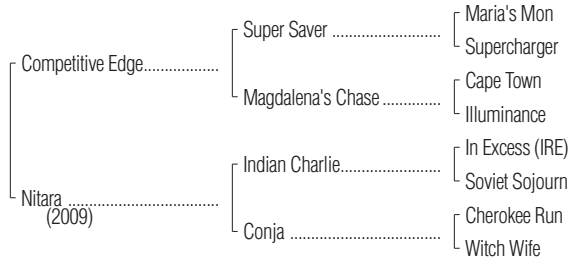 Maria's Mon
Super Saver ......................
Supercharger
Competitive Edge..................
Cape Town
Magdalena's Chase ..............
Illuminance
In Excess (IRE)
Indian Charlie.....................
Soviet Sojourn
Nitara ..............................
(2009)
Cherokee Run
Conja ...............................
Witch Wife